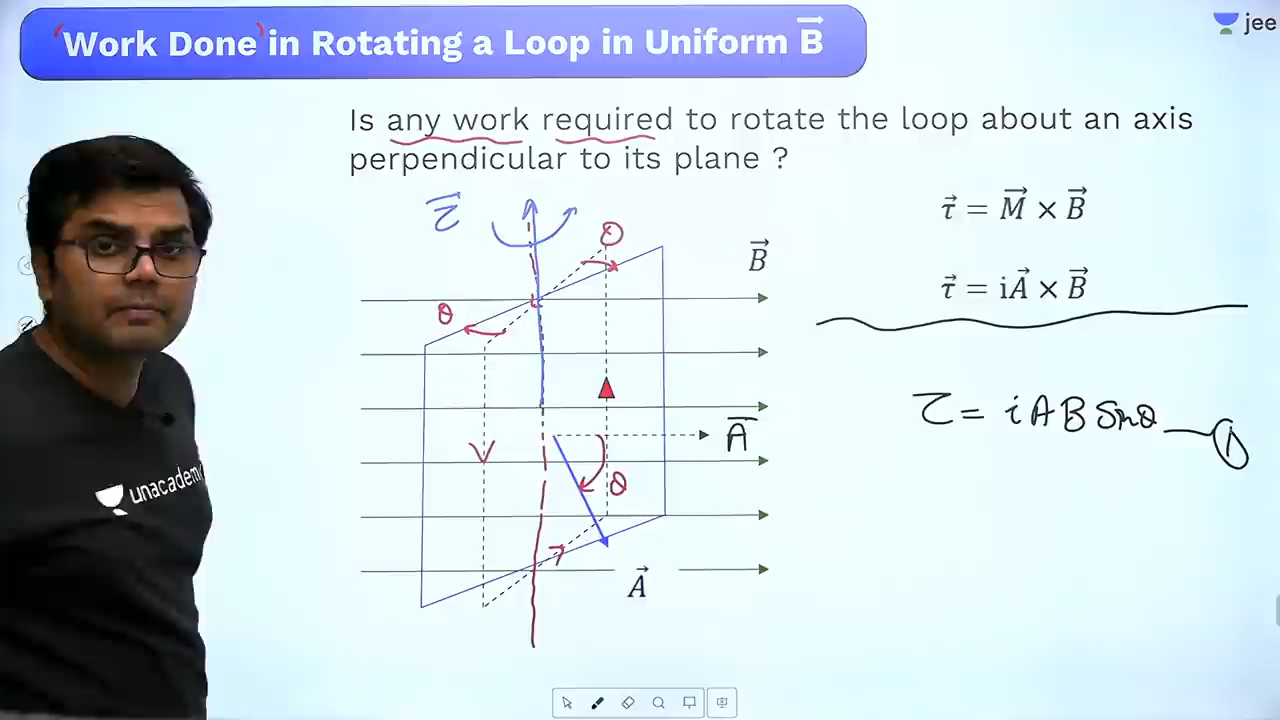 'Work Done' in Rotating a Loop in Uniform B⃗
jee
Is any work required to rotate the loop about an axis
perpendicular to its plane ?
τ⃗ = M⃗ × B⃗
τ⃗ = iA⃗ × B⃗
τ⃗
θ
B⃗
θ
τ = iAB Sinθ —①
A⃗
θ
A⃗
unacademy